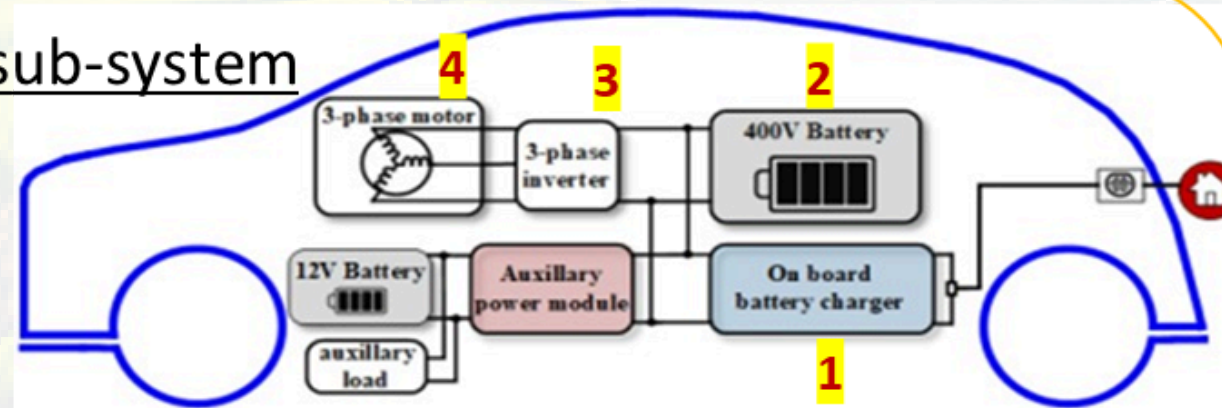 sub-system
4
3
2
3-phase motor
400V Battery
3-phase
inverter
12V Battery
Auxillary
power module
On board
battery charger
auxillary
load
1